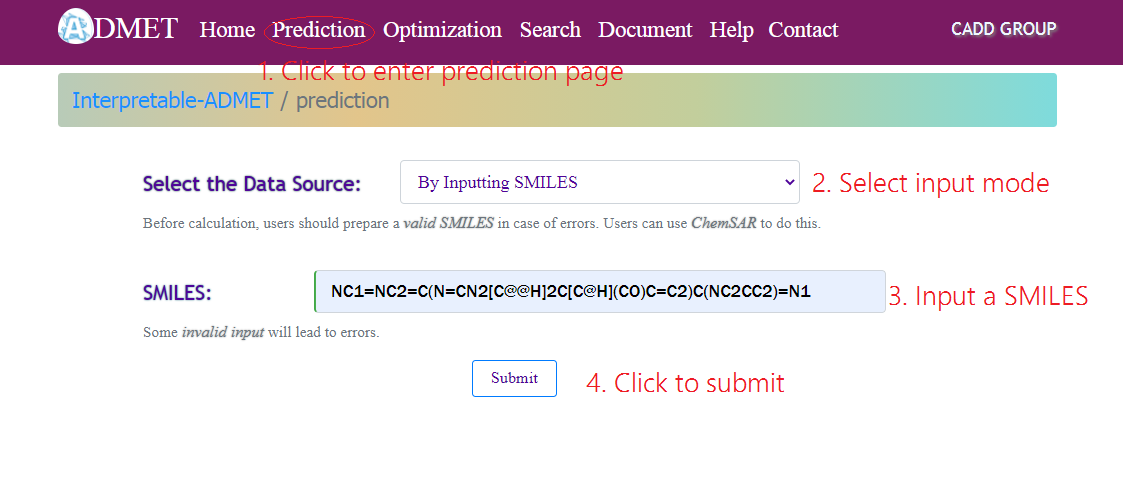 ADMET Home Prediction Optimization Search Document Help Contact CADD GROUP
1. Click to enter prediction page
Interpretable-ADMET / prediction
Select the Data Source: By Inputting SMILES 2. Select input mode
Before calculation, users should prepare a valid SMILES in case of errors. Users can use ChemSAR to do this.
SMILES: NC1=NC2=C(N=CN2[C@@H]2C[C@H](CO)C=C2)C(NC2CC2)=N1 3. Input a SMILES
Some invalid input will lead to errors.
Submit 4. Click to submit